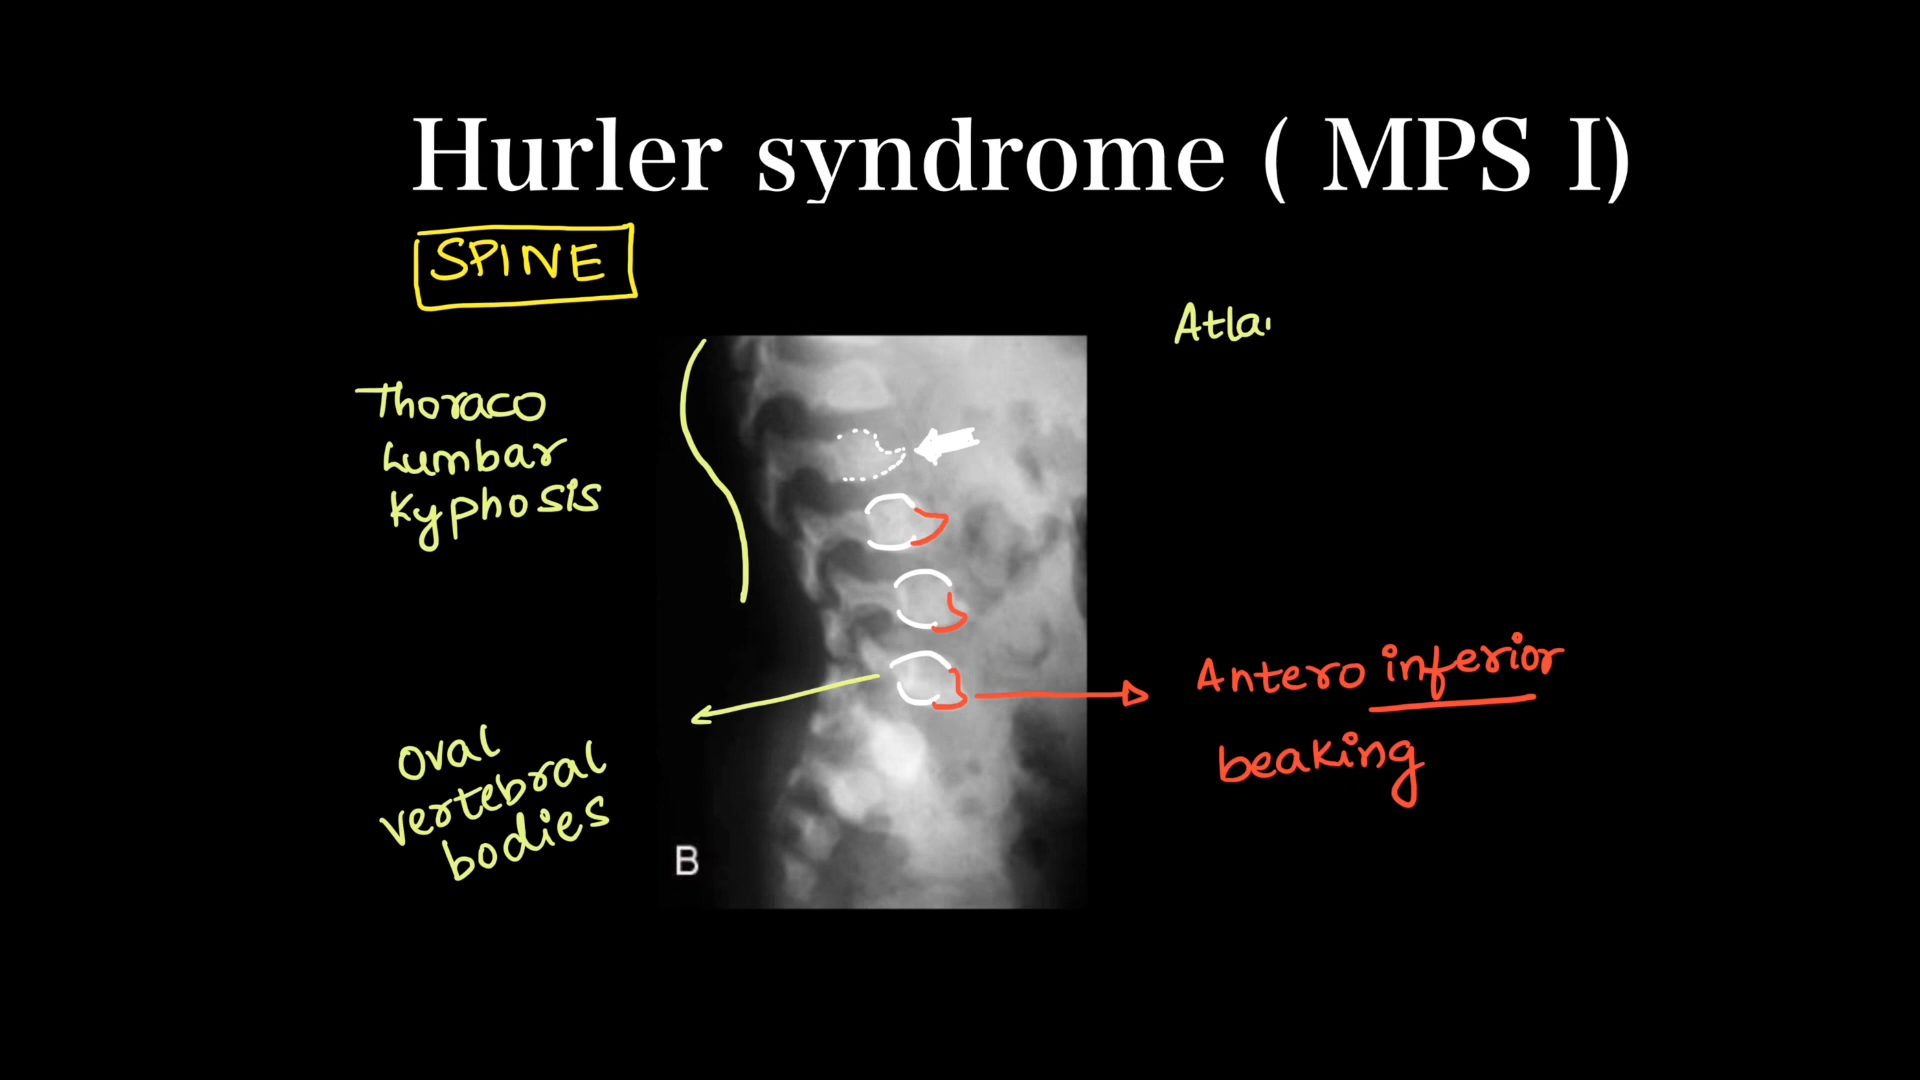 Hurler syndrome ( MPS I)
SPINE
Thoraco
Lumbar
Kyphosis
Oval
vertebral
bodies
B
Antero inferior
beaking